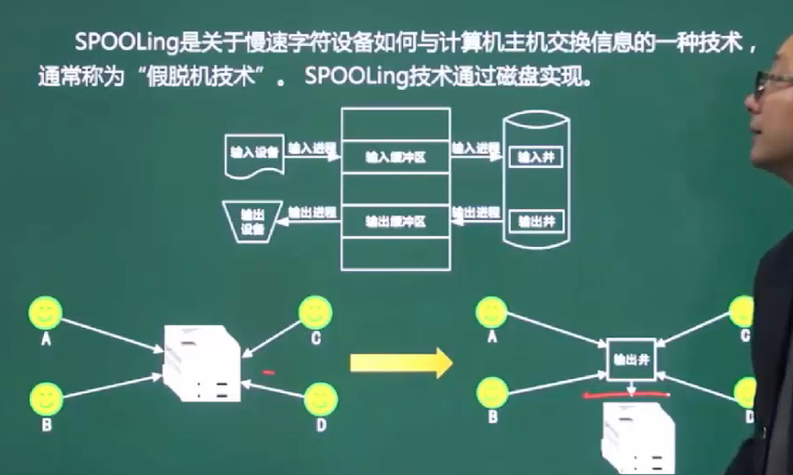 SPOOLing是关于慢速字符设备如何与计算机主机交换信息的一种技术，
通常称为“假脱机技术”。 SPOOLing技术通过磁盘实现。
输入设备
输入进程
输入缓冲区
输入进程
输入井
输出
设备
输出进程
输出缓冲区
输出进程
输出井
A
C
B
D
A
C
输出井
B
D